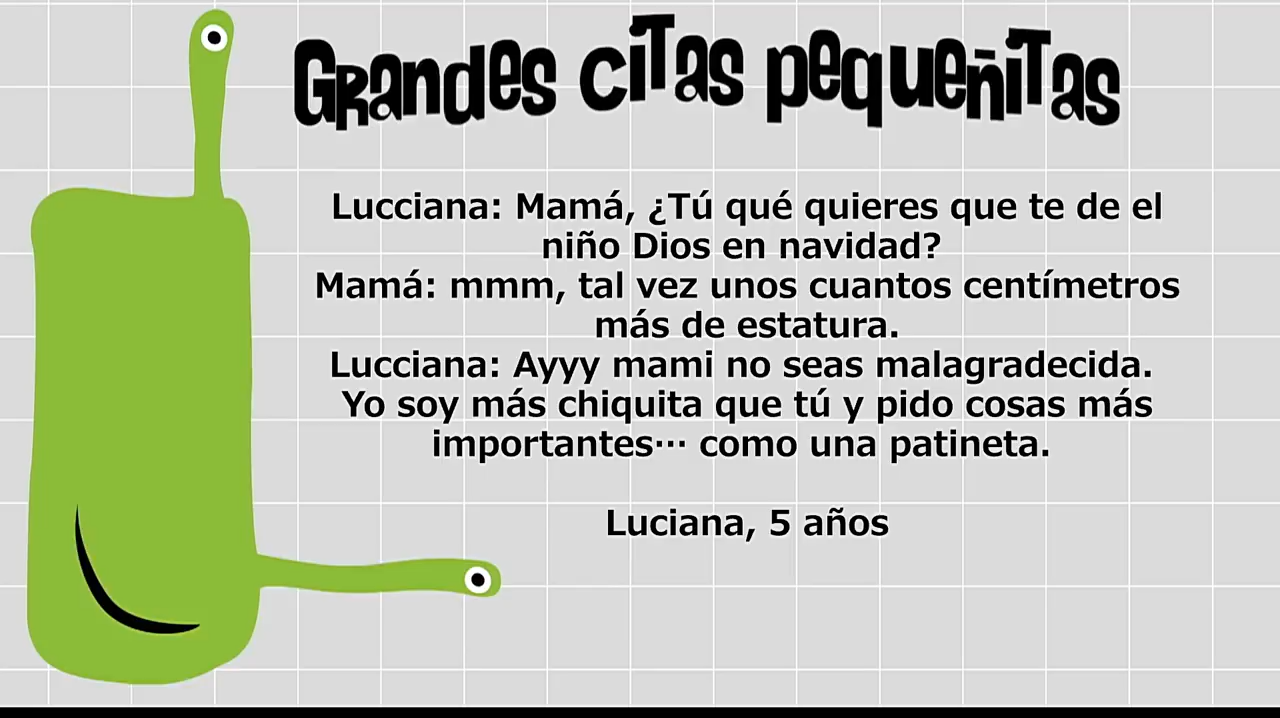 Grandes citas pequeñitas
Lucciana: Mamá, ¿Tú qué quieres que te de el
niño Dios en navidad?
Mamá: mmm, tal vez unos cuantos centímetros
más de estatura.
Lucciana: Ayyy mami no seas malagradecida.
Yo soy más chiquita que tú y pido cosas más
importantes… como una patineta.
Luciana, 5 años